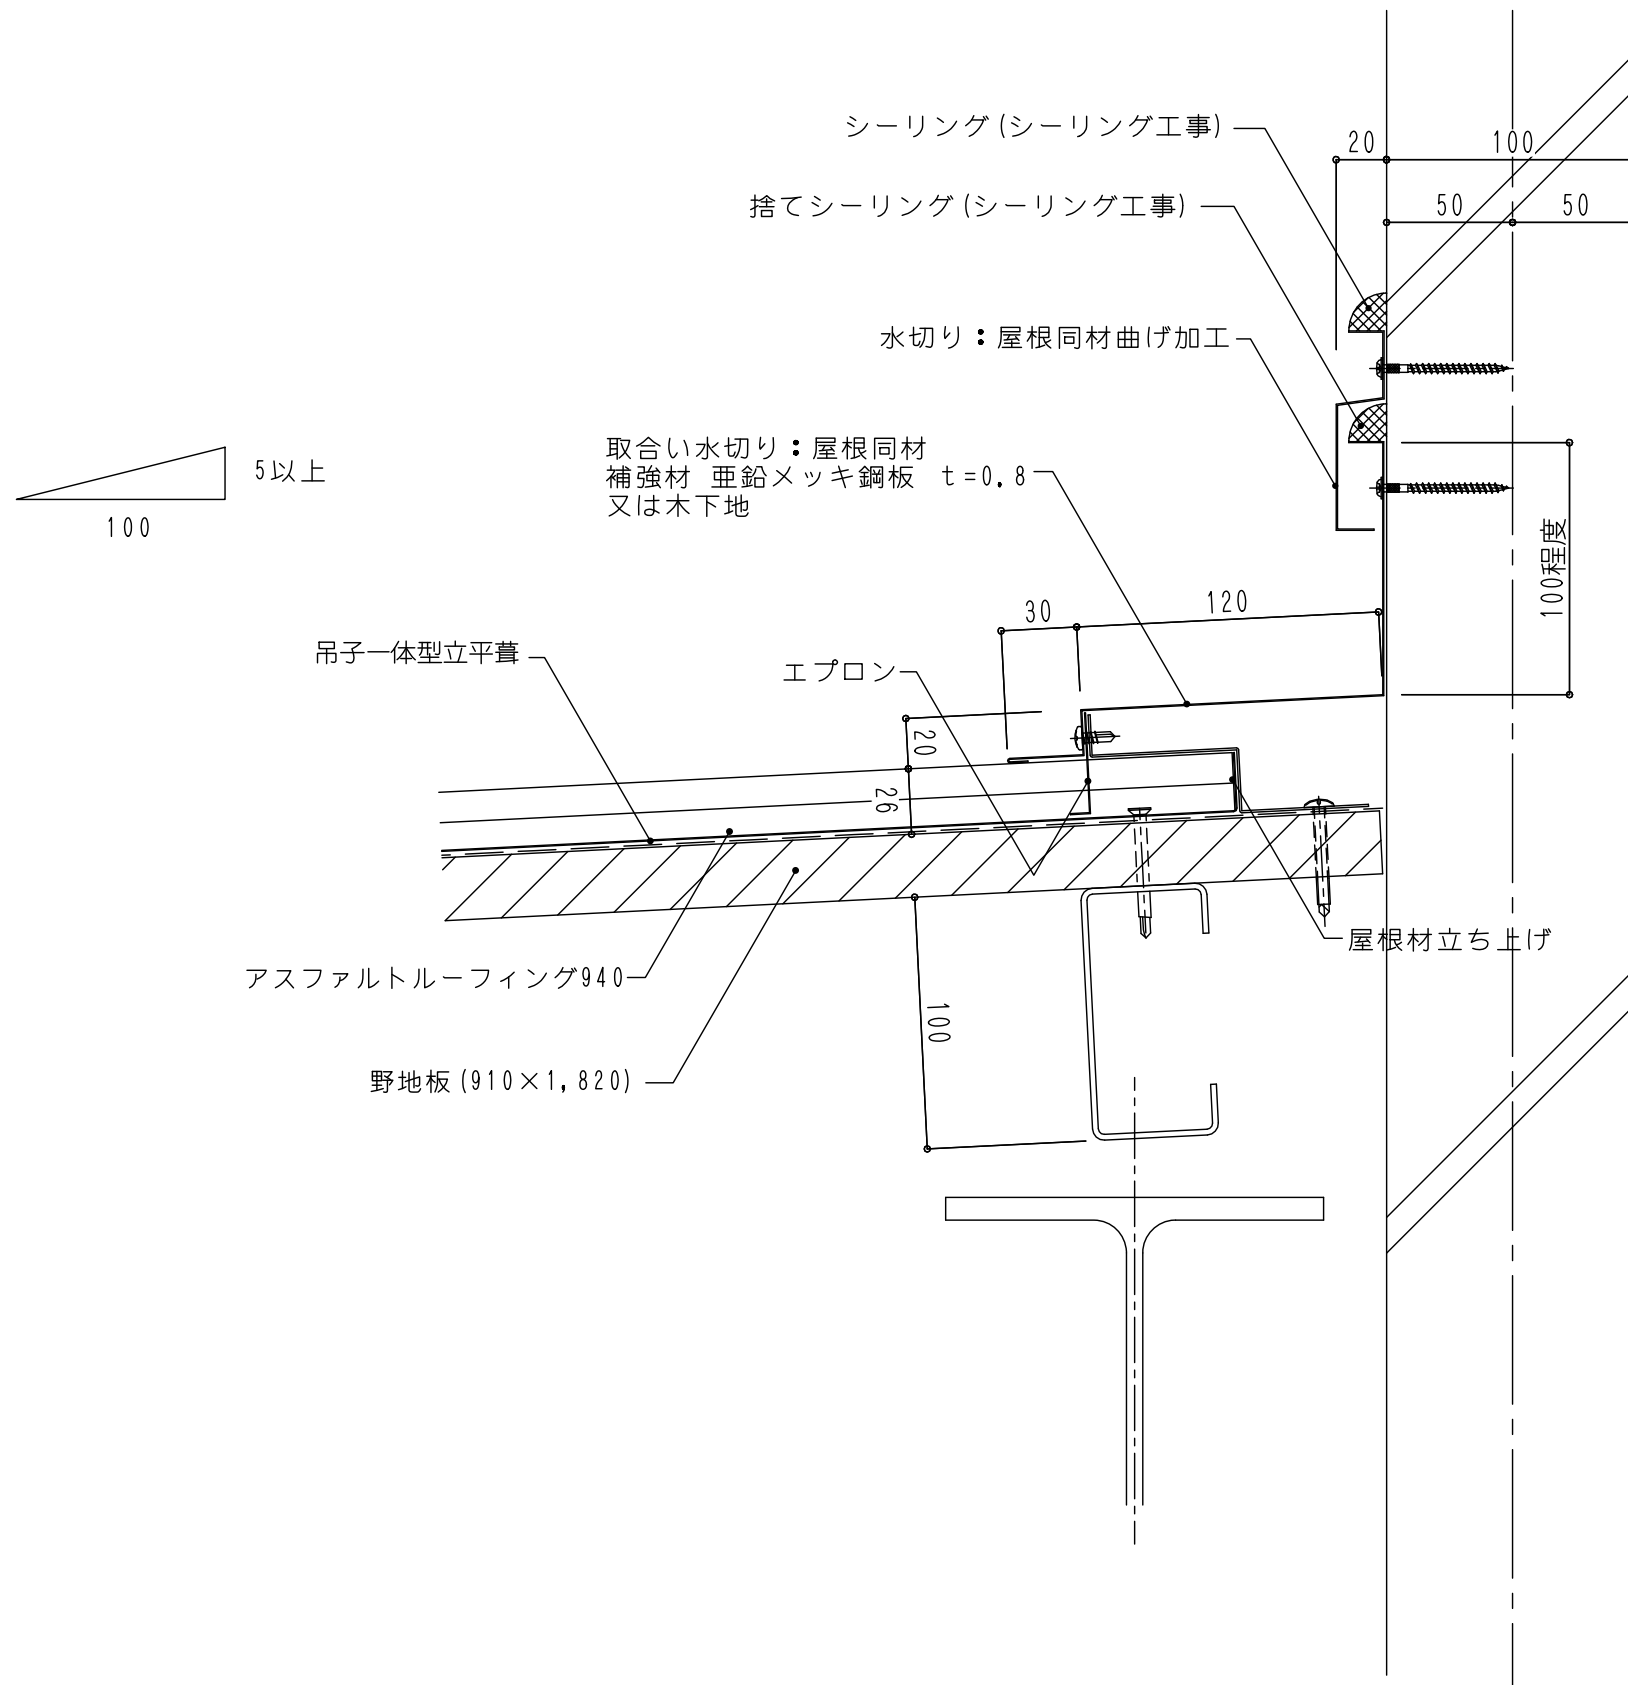 シーリング(シーリング工事)
20
100
捨てシーリング(シーリング工事)
50
50
水切り：屋根同材曲げ加工
取合い水切り：屋根同材
補強材 亜鉛メッキ鋼板 t=0.8
又は木下地
5以上
100
100程度
30
120
吊子一体型立平葺
エプロン
20
26
屋根材立ち上げ
アスファルトルーフィング940
100
野地板(910×1,820)